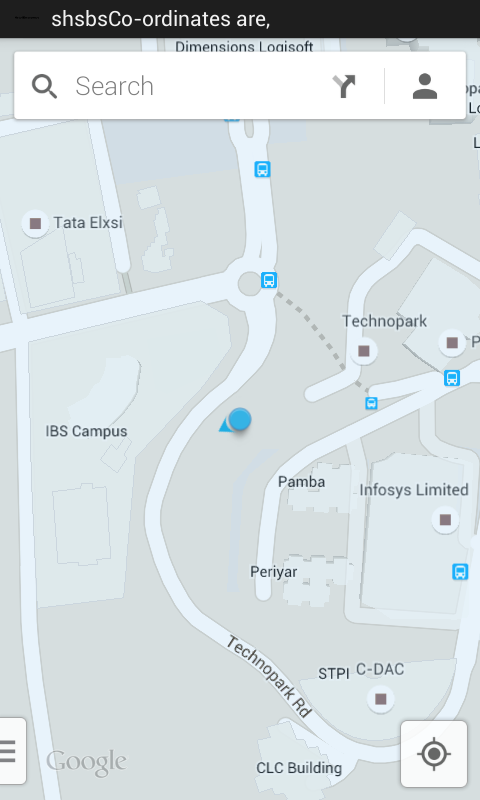 shsbsCo-ordinates are,
Dimensions Logisoft
Search
Tata Elxsi
Technopark
IBS Campus
Pamba
Infosys Limited
Periyar
Technopark Rd
STPI
C-DAC
Google
CLC Building